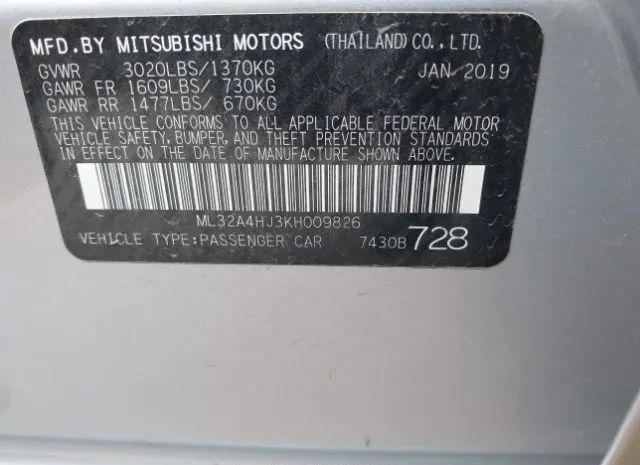 MFD.BY MITSUBISHI MOTORS (THAILAND)CO.,LTD.
GVWR 3020LBS/1370KG JAN 2019
GAWR FR 1609LBS/ 730KG
GAWR RR 1477LBS/ 670KG
THIS VEHICLE CONFORMS TO ALL APPLICABLE FEDERAL MOTOR
VEHICLE SAFETY, BUMPER, AND THEFT PREVENTION STANDARDS
IN EFFECT ON THE DATE OF MANUFACTURE SHOWN ABOVE.
ML32A4HJ3KH009826
VEHICLE TYPE:PASSENGER CAR 7430B 728